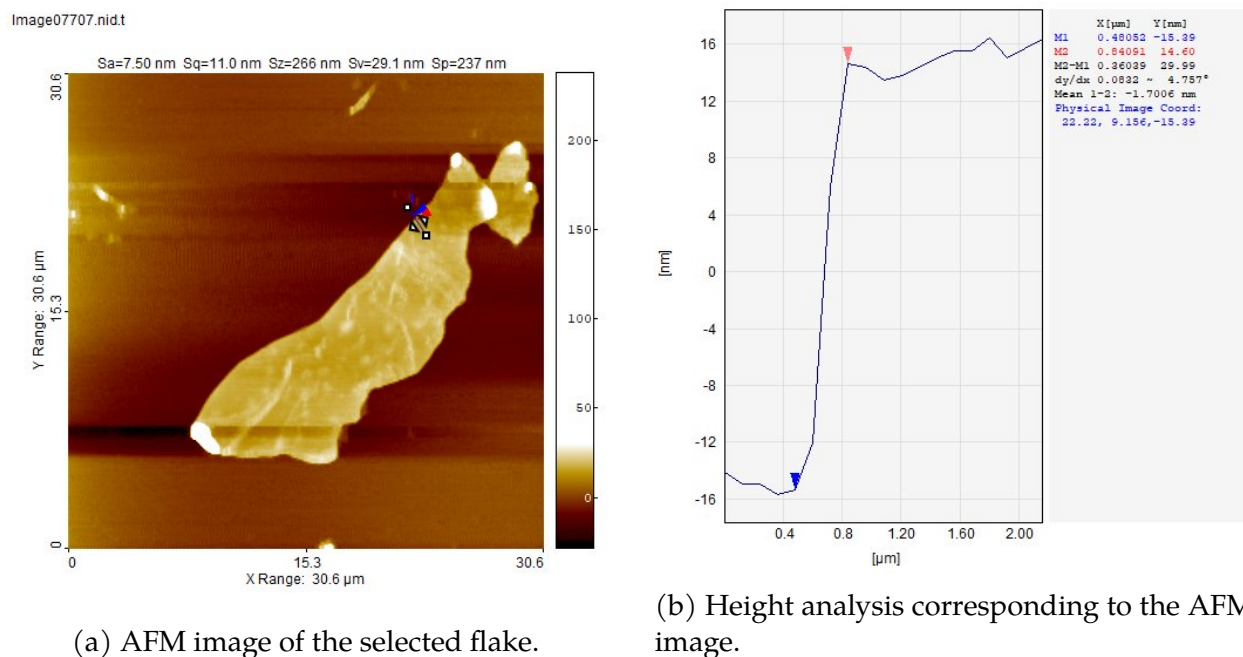 Image07707.nid.t
Sa=7.50 nm Sq=11.0 nm Sz=266 nm Sv=29.1 nm Sp=237 nm
30.6
Y Range: 30.6 µm
15.3
0
0
15.3
30.6
X Range: 30.6 µm
200
150
100
50
0
(a) AFM image of the selected flake.
16
12
8
4
0
-4
-8
-12
-16
[nm]
0.4
0.8
1.20
1.60
2.00
[µm]
X[µm] Y[nm]
M1 0.48052 -15.39
M2 0.84091 14.60
M2-M1 0.36039 29.99
dy/dx 0.0832 ~ 4.757°
Mean 1-2: -1.7006 nm
Physical Image Coord:
22.22, 9.156,-15.39
(b) Height analysis corresponding to the AFM
image.